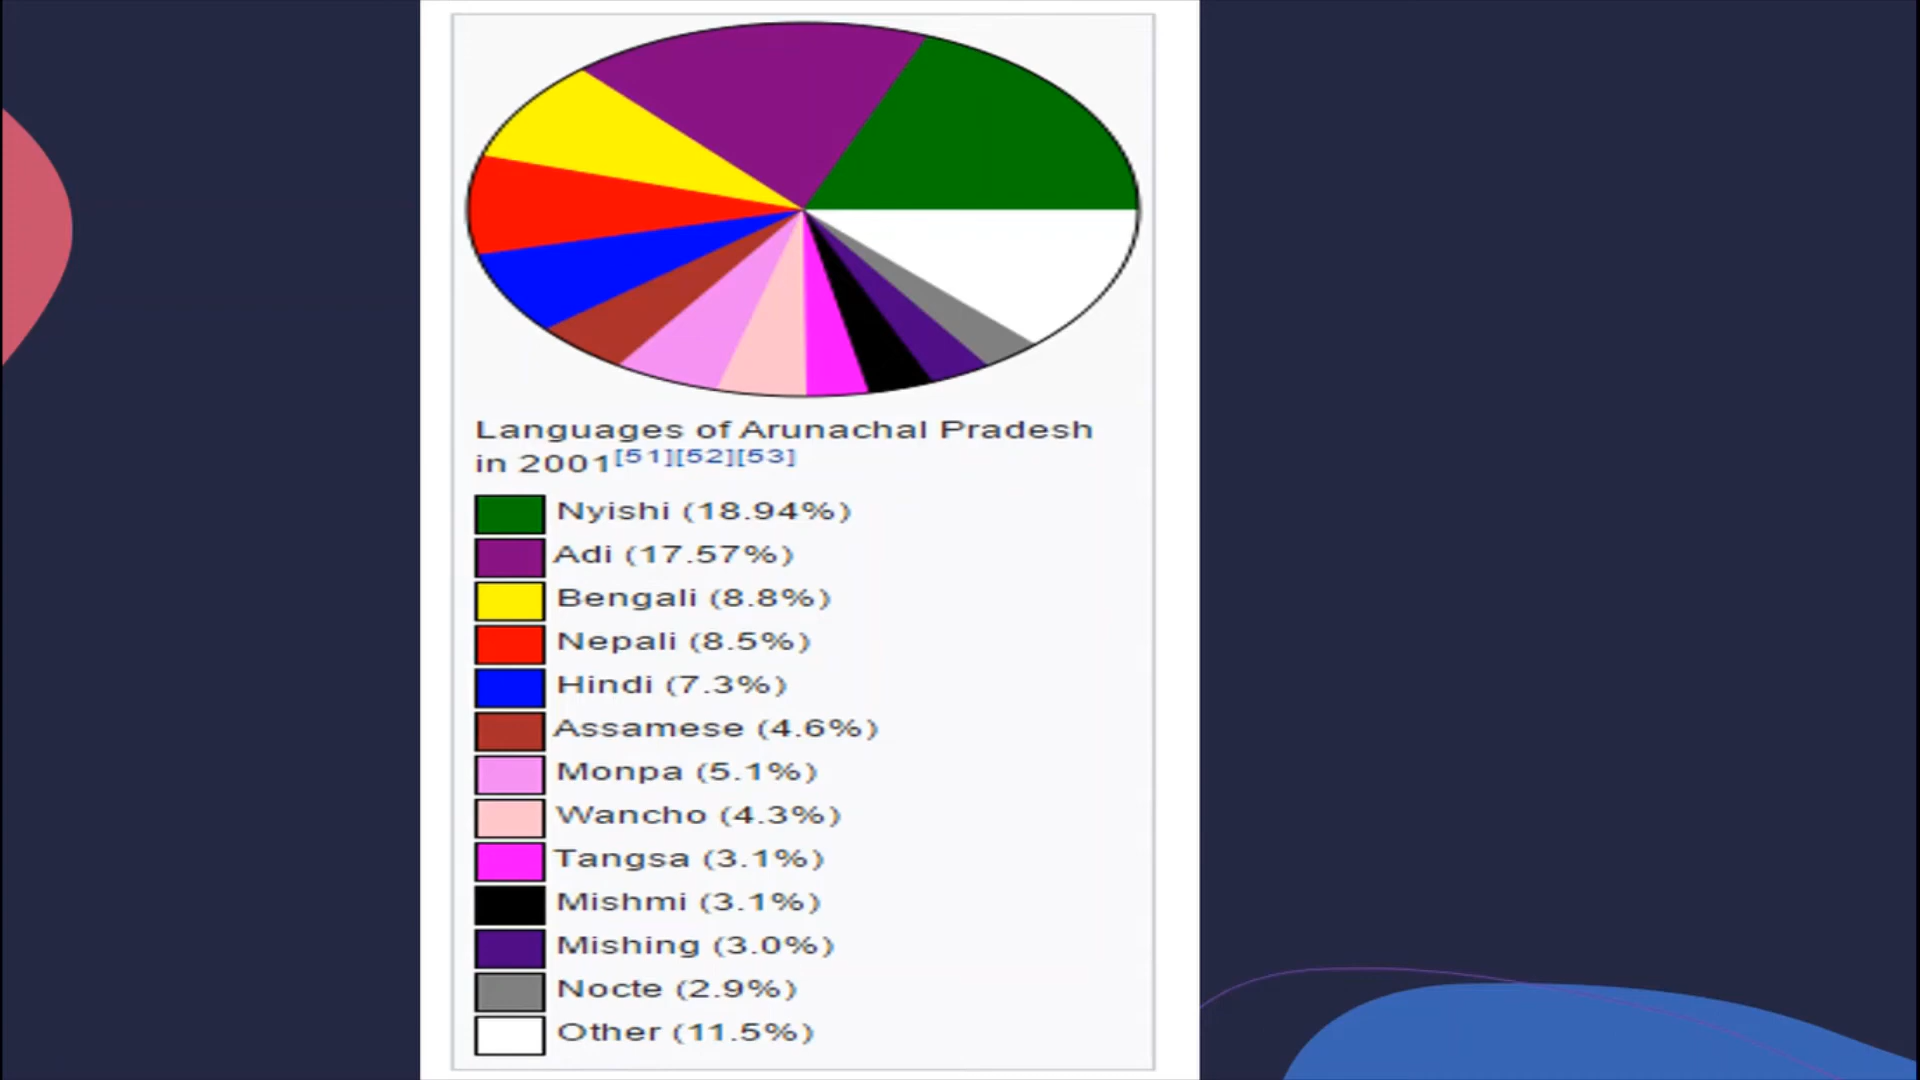 Languages of Arunachal Pradesh
in 2001[51][52][53]
Nyishi (18.94%)
Adi (17.57%)
Bengali (8.8%)
Nepali (8.5%)
Hindi (7.3%)
Assamese (4.6%)
Monpa (5.1%)
Wancho (4.3%)
Tangsa (3.1%)
Mishmi (3.1%)
Mishing (3.0%)
Nocte (2.9%)
Other (11.5%)